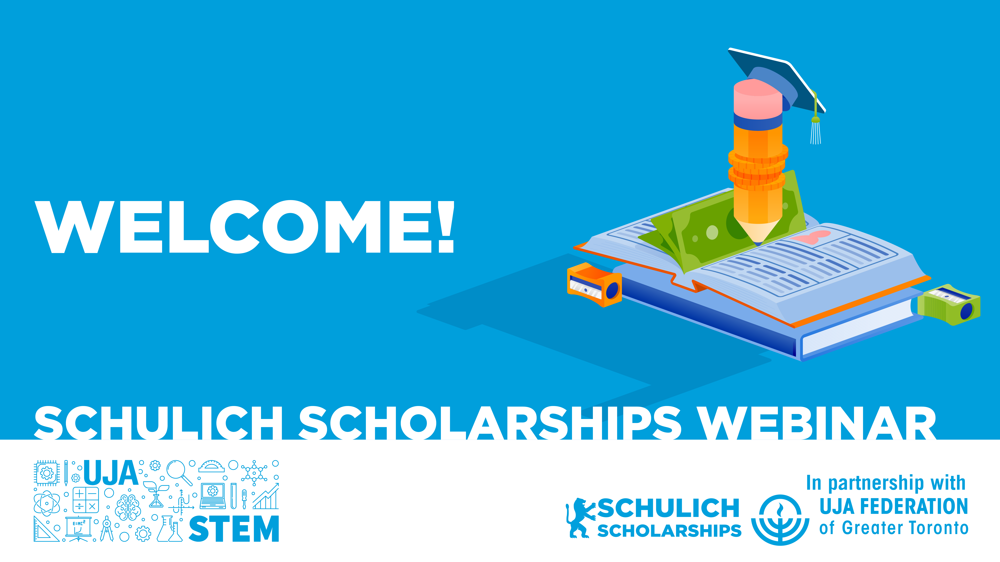 WELCOME!
SCHULICH SCHOLARSHIPS WEBINAR
UJA
E=MC²
STEM
SCHULICH
SCHOLARSHIPS
In partnership with
UJA FEDERATION
of Greater Toronto